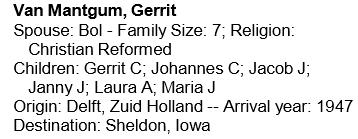 Van Mantgum, Gerrit
Spouse: Bol - Family Size: 7; Religion:
Christian Reformed
Children: Gerrit C; Johannes C; Jacob J;
Janny J; Laura A; Maria J
Origin: Delft, Zuid Holland -- Arrival year: 1947
Destination: Sheldon, Iowa